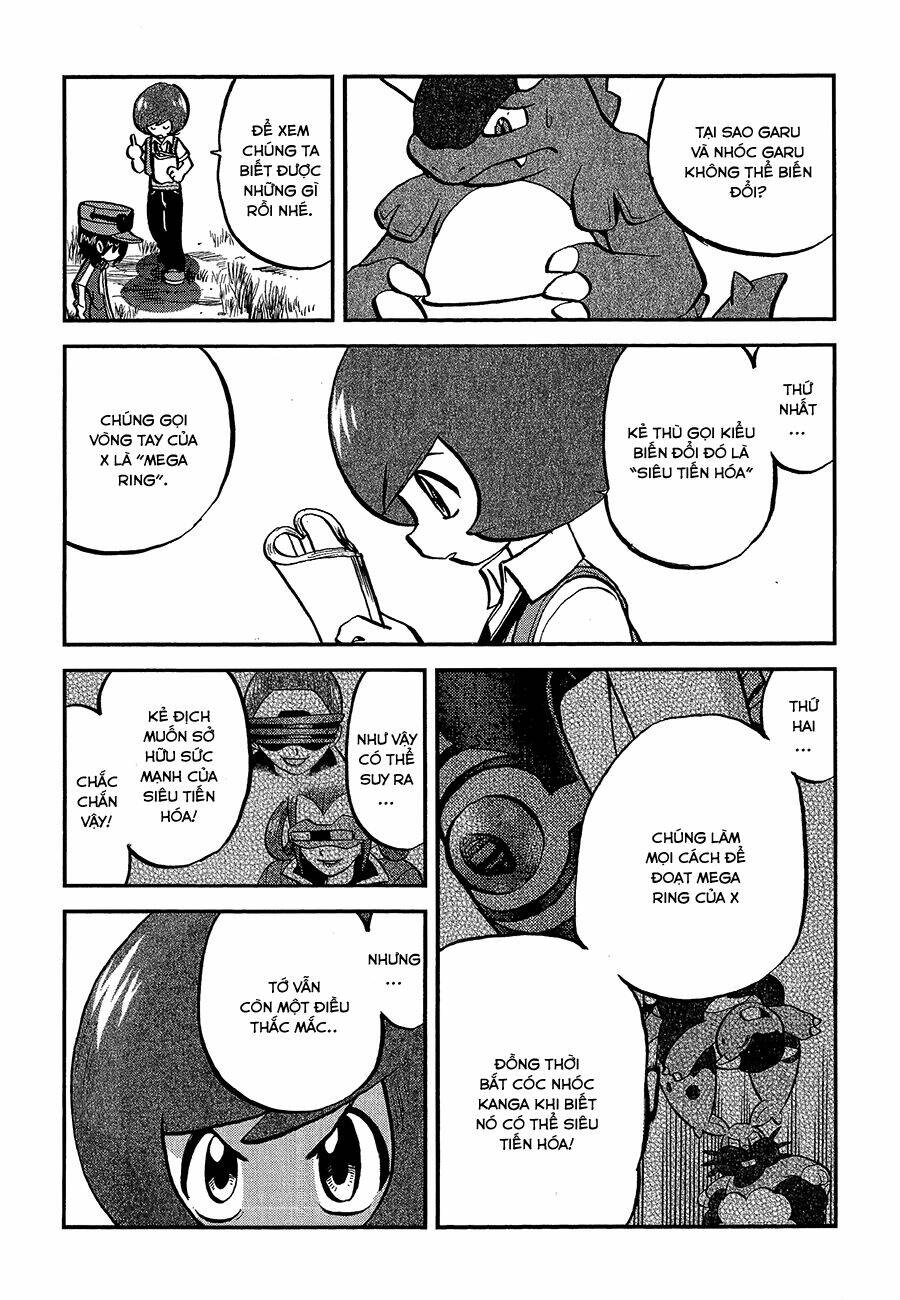 TẠI SAO GARU
VÀ NHÓC GARU
KHÔNG THỂ BIẾN
ĐỔI?
ĐỂ XEM
CHÚNG TA
BIẾT ĐƯỢC
NHỮNG GÌ
RỒI NHÉ.
THỨ
NHẤT
...
KẺ THÙ GỌI KIỂU
BIẾN ĐỔI ĐÓ LÀ
"SIÊU TIẾN HÓA"
CHÚNG GỌI
VÕNG TAY CỦA
X LÀ "MEGA
RING".
THỨ
HAI
...
CHÚNG LÀM
MỌI CÁCH ĐỂ
ĐOẠT MEGA
RING CỦA X
ĐỒNG THỜI
BẮT CÓC NHÓC
KANGA KHI BIẾT
NÓ CÓ THỂ SIÊU
TIẾN HÓA!
NHƯ VẬY
CÓ THỂ
SUY RA
...
KẺ ĐỊCH
MUỐN SỞ
HỮU SỨC
MẠNH CỦA
SIÊU TIẾN
HÓA!
CHẮC
CHẮN
VẬY!
NHƯNG
...
TỚ VẪN
CÕN MỘT ĐIỀU
THẮC MẮC..